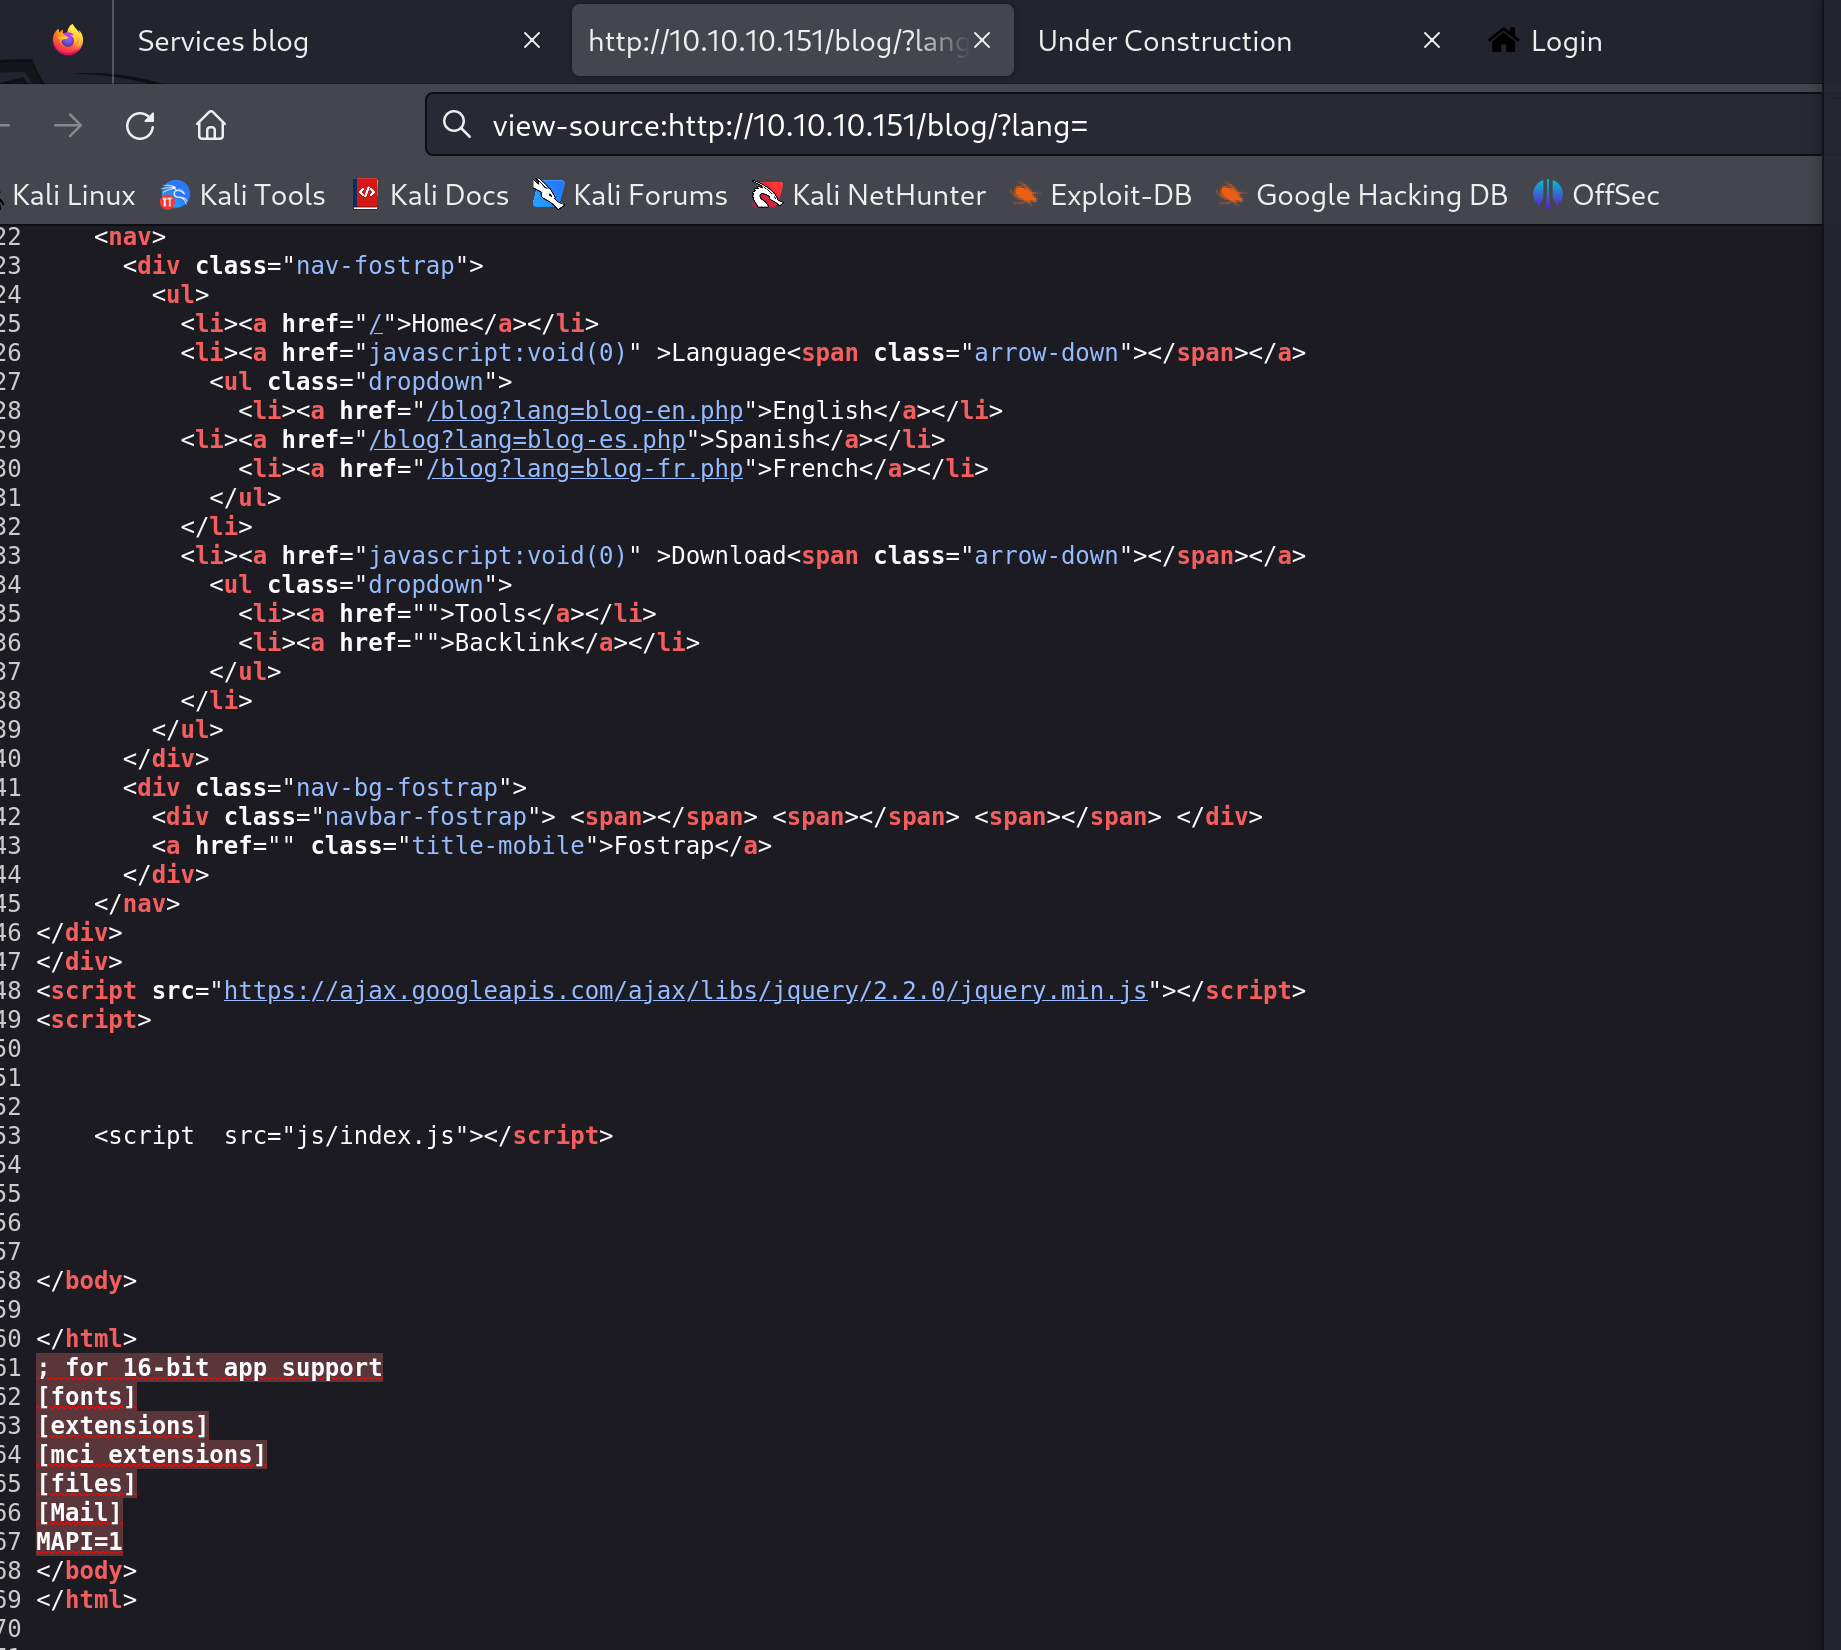 Services blog
http://10.10.10.151/blog/?lang
Under Construction
Login
view-source:http://10.10.10.151/blog/?lang=
Kali Linux Kali Tools Kali Docs Kali Forums Kali NetHunter Exploit-DB Google Hacking DB OffSec
22 <nav>
23 <div class="nav-fostrap">
24 <ul>
25 <li><a href="/">Home</a></li>
26 <li><a href="javascript:void(0)" >Language<span class="arrow-down"></span></a>
27 <ul class="dropdown">
28 <li><a href="/blog?lang=blog-en.php">English</a></li>
29 <li><a href="/blog?lang=blog-es.php">Spanish</a></li>
30 <li><a href="/blog?lang=blog-fr.php">French</a></li>
31 </ul>
32 </li>
33 <li><a href="javascript:void(0)" >Download<span class="arrow-down"></span></a>
34 <ul class="dropdown">
35 <li><a href="">Tools</a></li>
36 <li><a href="">Backlink</a></li>
37 </ul>
38 </li>
39 </ul>
40 </div>
41 <div class="nav-bg-fostrap">
42 <div class="navbar-fostrap"> <span></span> <span></span> <span></span> </div>
43 <a href="" class="title-mobile">Fostrap</a>
44 </div>
45 </nav>
46 </div>
47 </div>
48 <script src="https://ajax.googleapis.com/ajax/libs/jquery/2.2.0/jquery.min.js"></script>
49 <script>
50
51
52
53 <script  src="js/index.js"></script>
54
55
56
57
58 </body>
59
60 </html>
61 ; for 16-bit app support
62 [fonts]
63 [extensions]
64 [mci extensions]
65 [files]
66 [Mail]
67 MAPI=1
68 </body>
69 </html>
70